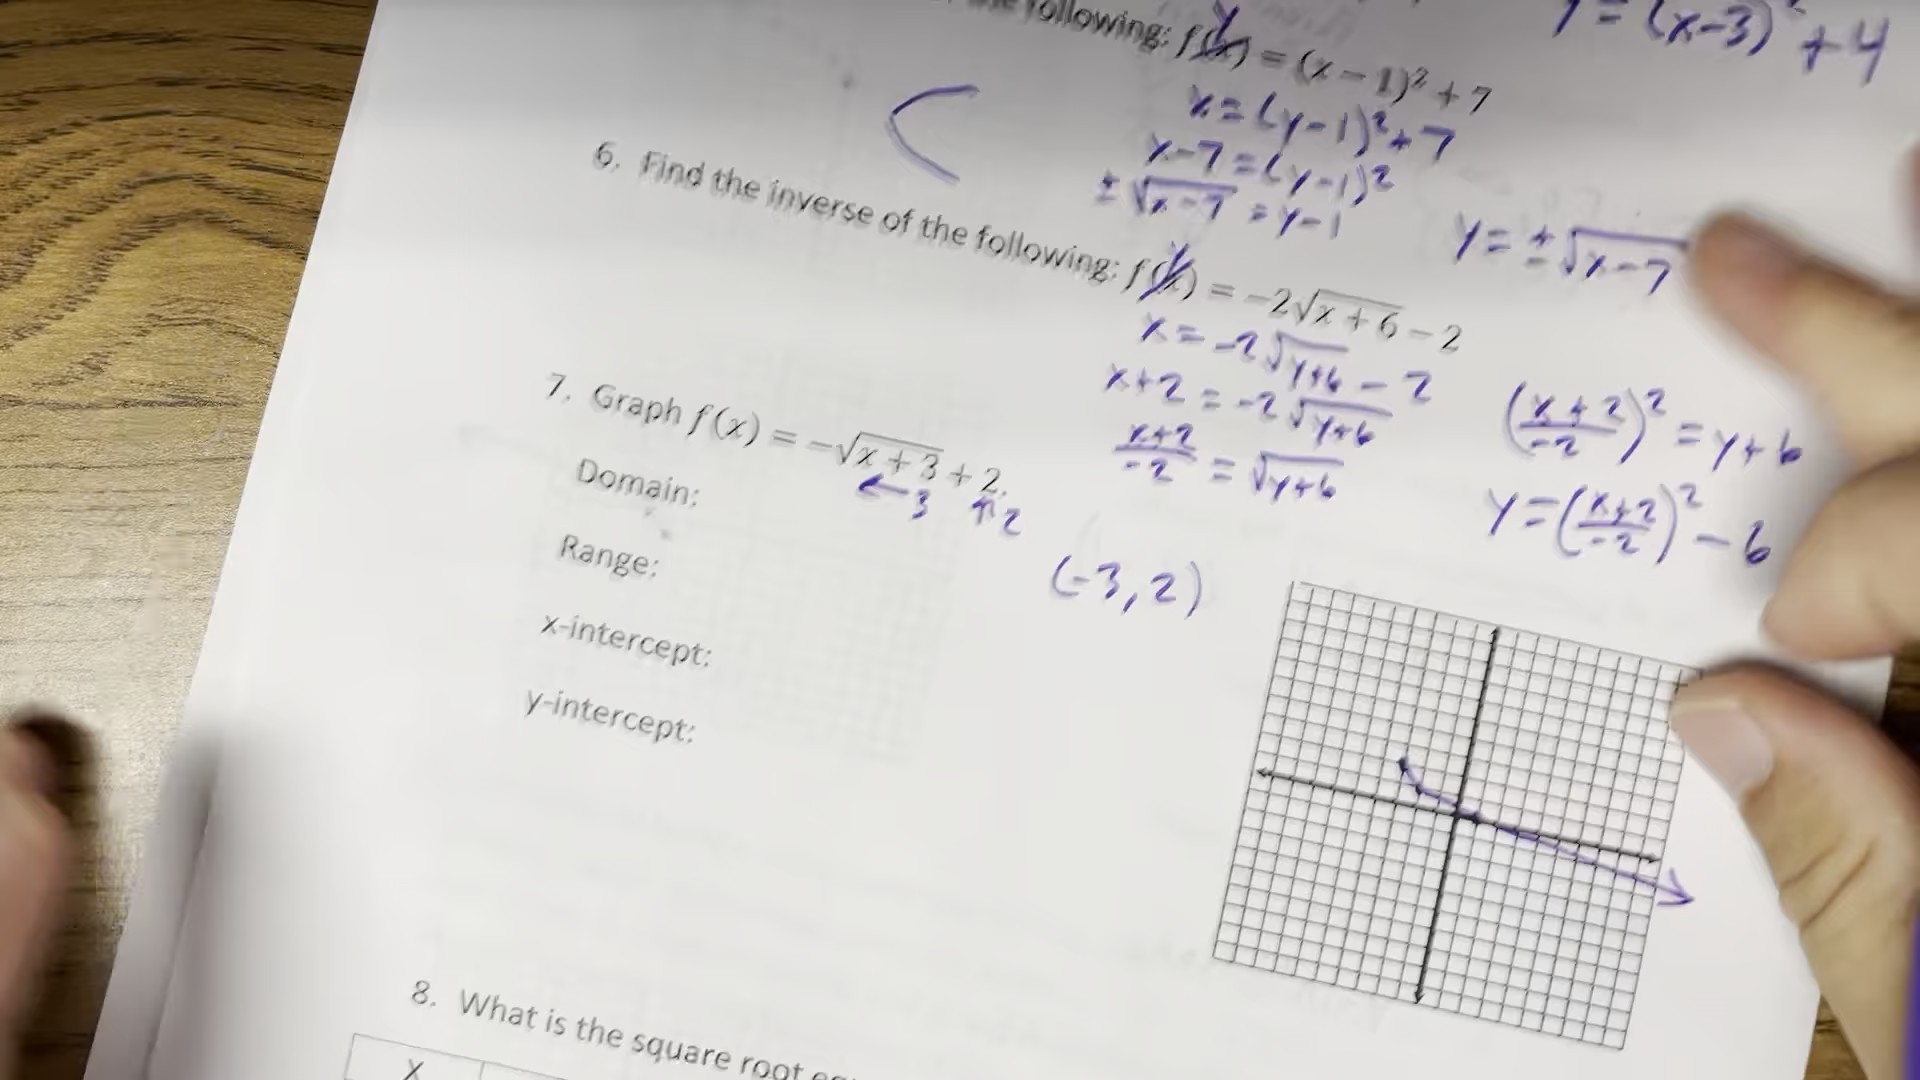 following: f(x) = (x − 1)² + 7
y
y = (x-3)² + 4
x = (y-1)² + 7
x-7 = (y-1)²
± √x-7 = y-1
y = ± √x-7
6. Find the inverse of the following: f(x) = −2√x + 6 − 2
y
x = -2√y+6 - 2
x+2 = -2√y+6
x+2/-2 = √y+6
(x+2/-2)² = y+6
y = (x+2/-2)² - 6
7. Graph f(x) = −√x + 3 + 2.
← 3 ↑ 2
Domain:
Range:
(-3, 2)
x-intercept:
y-intercept:
8. What is the square root
x